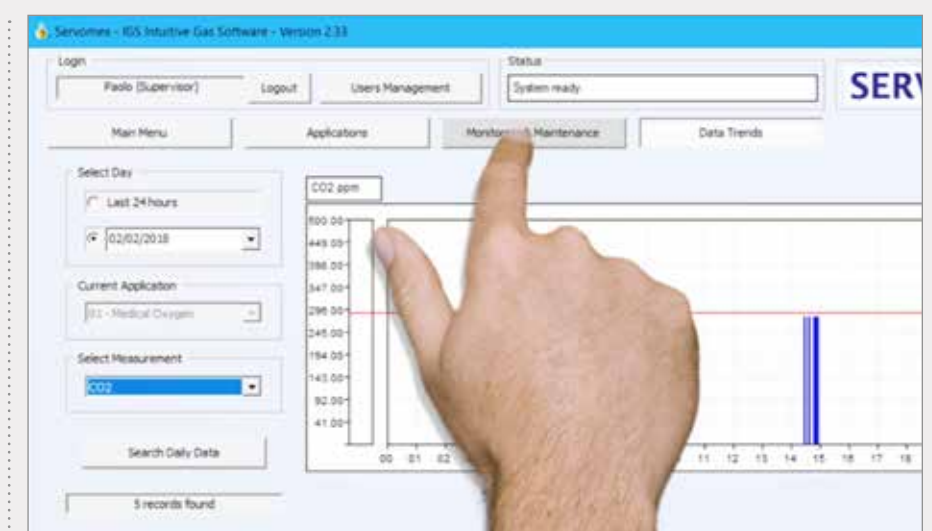 Servomex - IGS Intuitive Gas Software - Version 2.33
Login
Status
Paolo (Supervisor)
Logout
Users Management
System ready
SER
Main Menu
Applications
Maintenance
Data Trends
Select Day
Last 24 hours
02/02/2018
CO2 ppm
Current Application
01 - Medical Oxygen
Select Measurement
CO2
Search Daily Data
5 records found
500.00
449.00
398.00
347.00
296.00
245.00
194.00
143.00
92.00
41.00
00 01 02 11 12 13 14 15 16 17 18